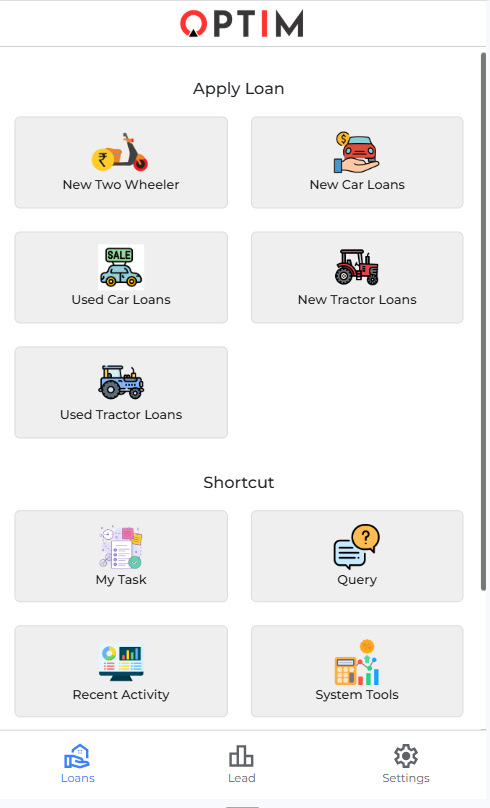 OPTIM
Apply Loan
₹
New Two Wheeler
$
New Car Loans
SALE
Used Car Loans
New Tractor Loans
Used Tractor Loans
Shortcut
My Task
?
Query
Recent Activity
System Tools
Loans
Lead
Settings